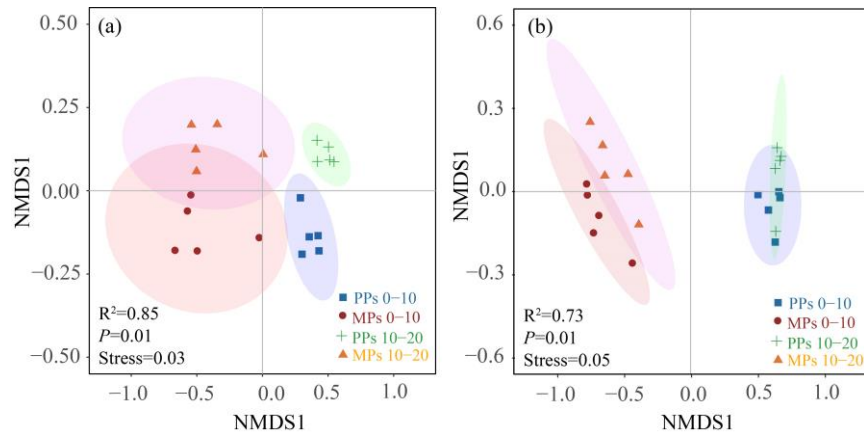 (a)
0.50
0.25
0.00
−0.25
−0.50
NMDS1
R²=0.85
P=0.01
Stress=0.03
PPs 0−10
MPs 0−10
PPs 10−20
MPs 10−20
−1.0
−0.5
0.0
0.5
1.0
NMDS1
(b)
0.6
0.3
0.0
−0.3
−0.6
NMDS1
R²=0.73
P=0.01
Stress=0.05
PPs 0−10
MPs 0−10
PPs 10−20
MPs 10−20
−1.0
−0.5
0.0
0.5
1.0
NMDS1